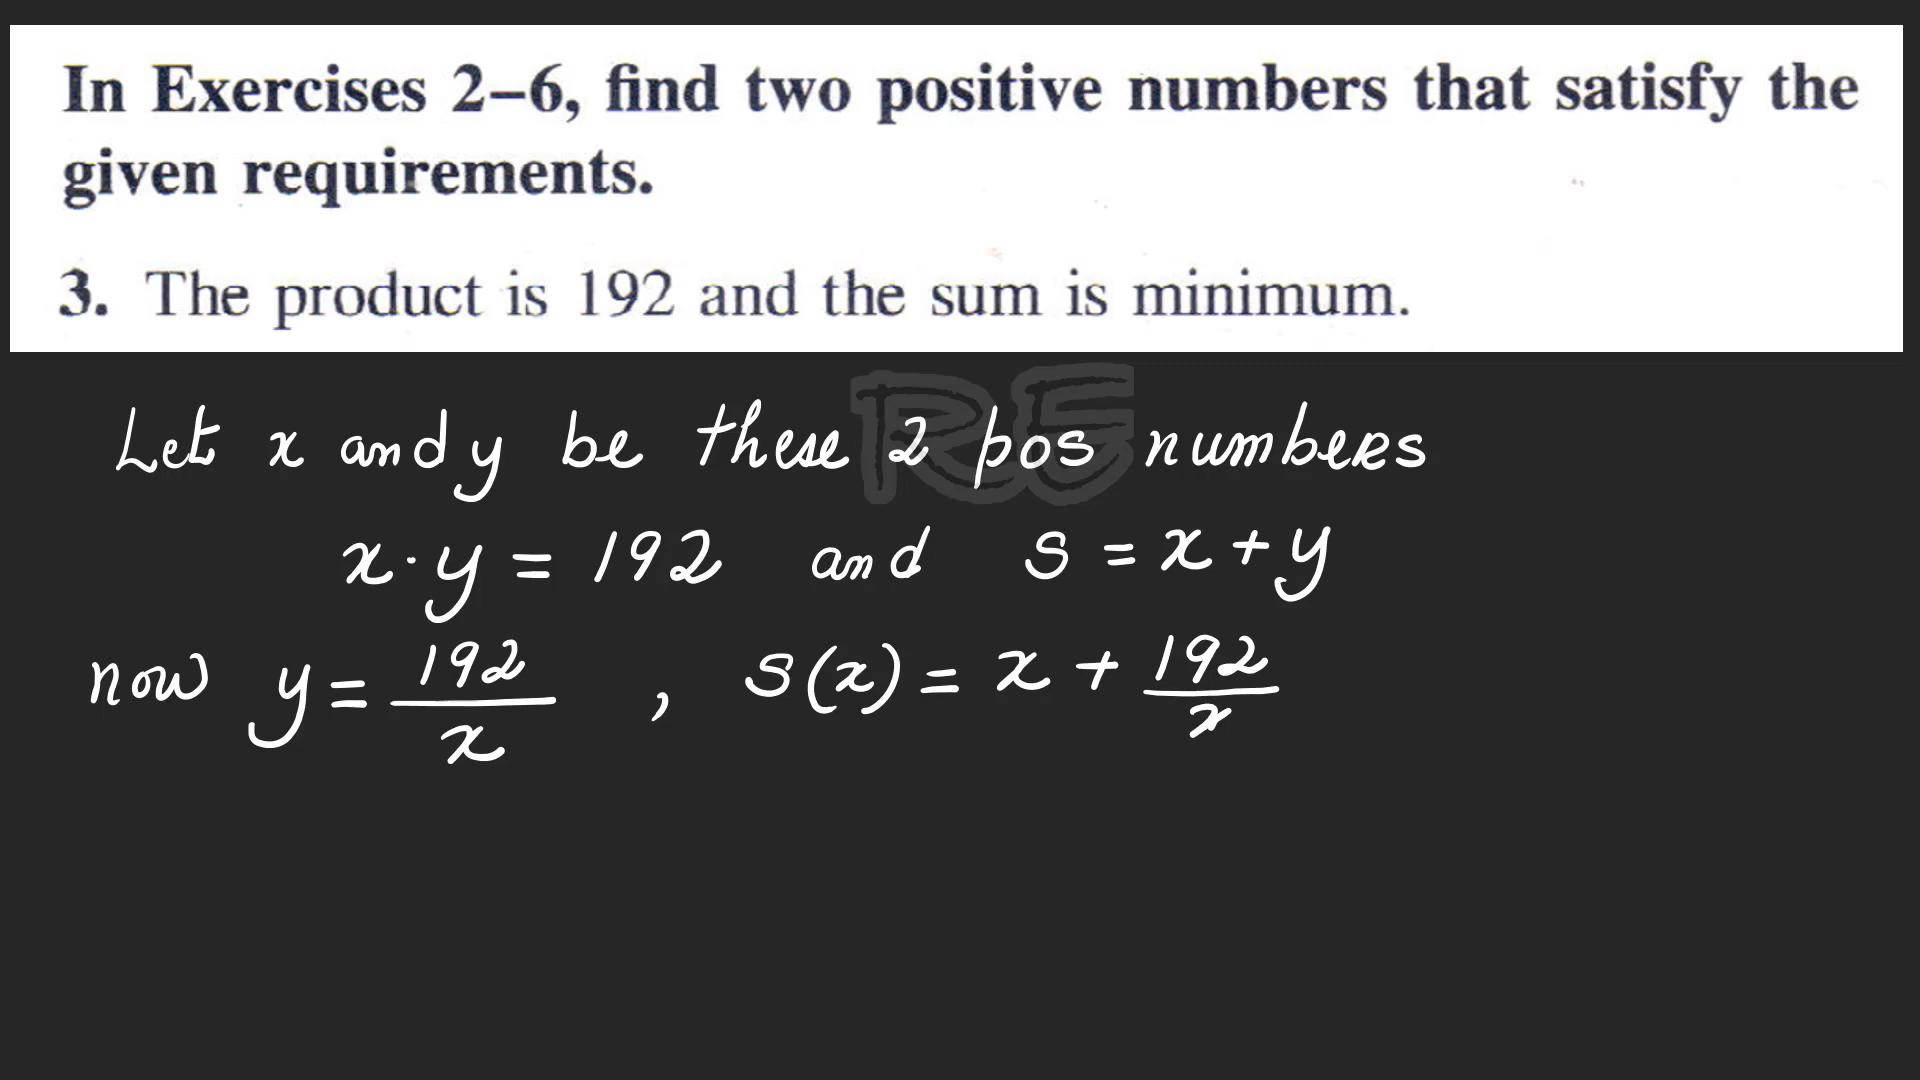 In Exercises 2–6, find two positive numbers that satisfy the
given requirements.
3. The product is 192 and the sum is minimum.
R5
Let x and y be these 2 pos numbers
x · y = 192 and S = x + y
now y = 192/x , S(x) = x + 192/x